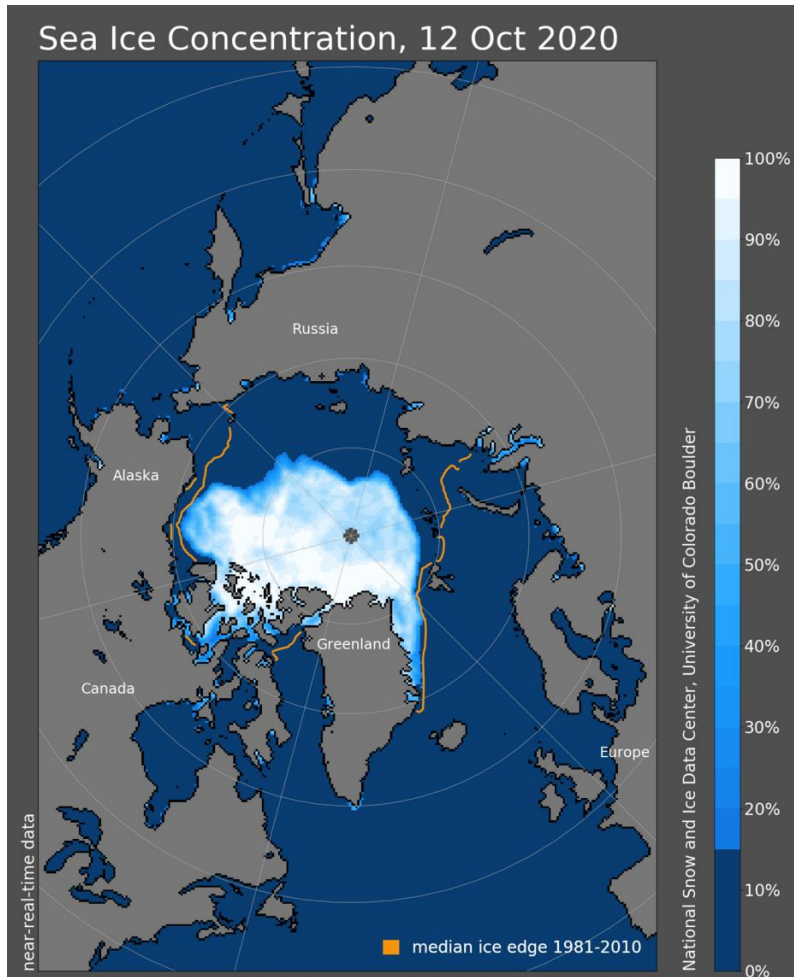 Sea Ice Concentration, 12 Oct 2020
Russia
Alaska
Greenland
Canada
Europe
near-real-time data
median ice edge 1981-2010
100%
90%
80%
70%
60%
50%
40%
30%
20%
10%
0%
National Snow and Ice Data Center, University of Colorado Boulder